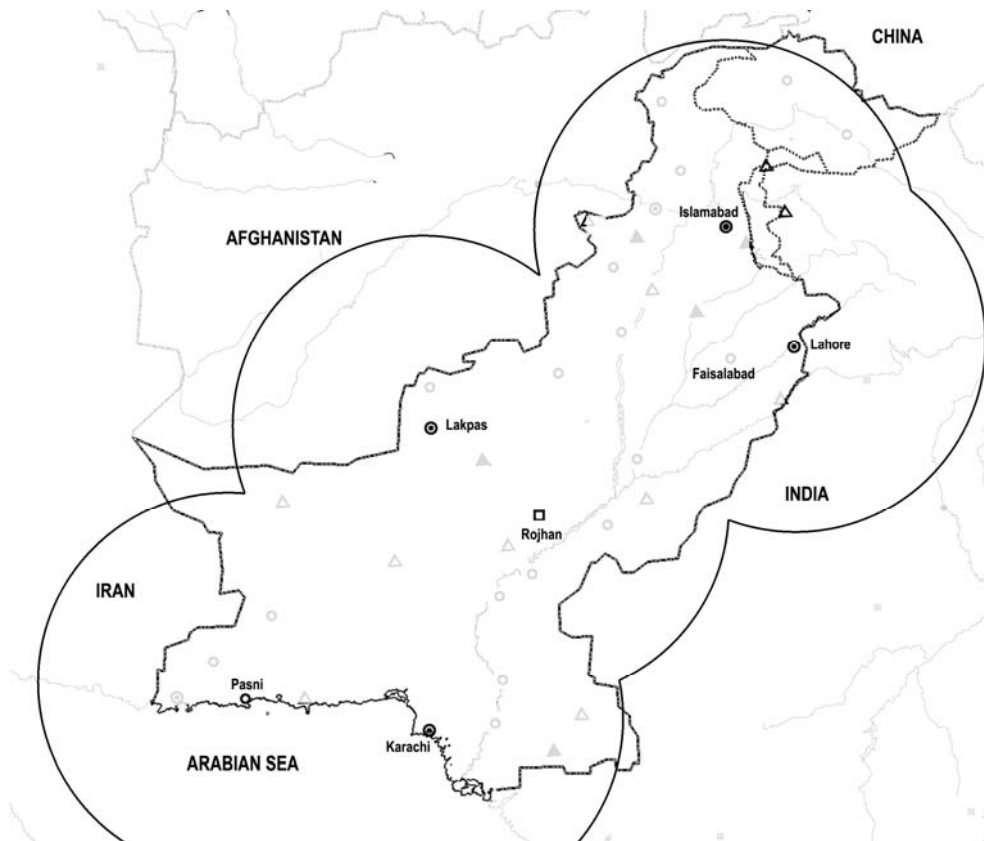 CHINA
Islamabad
AFGHANISTAN
Lahore
Faisalabad
Lakpas
INDIA
Rojhan
IRAN
Pasni
Karachi
ARABIAN SEA